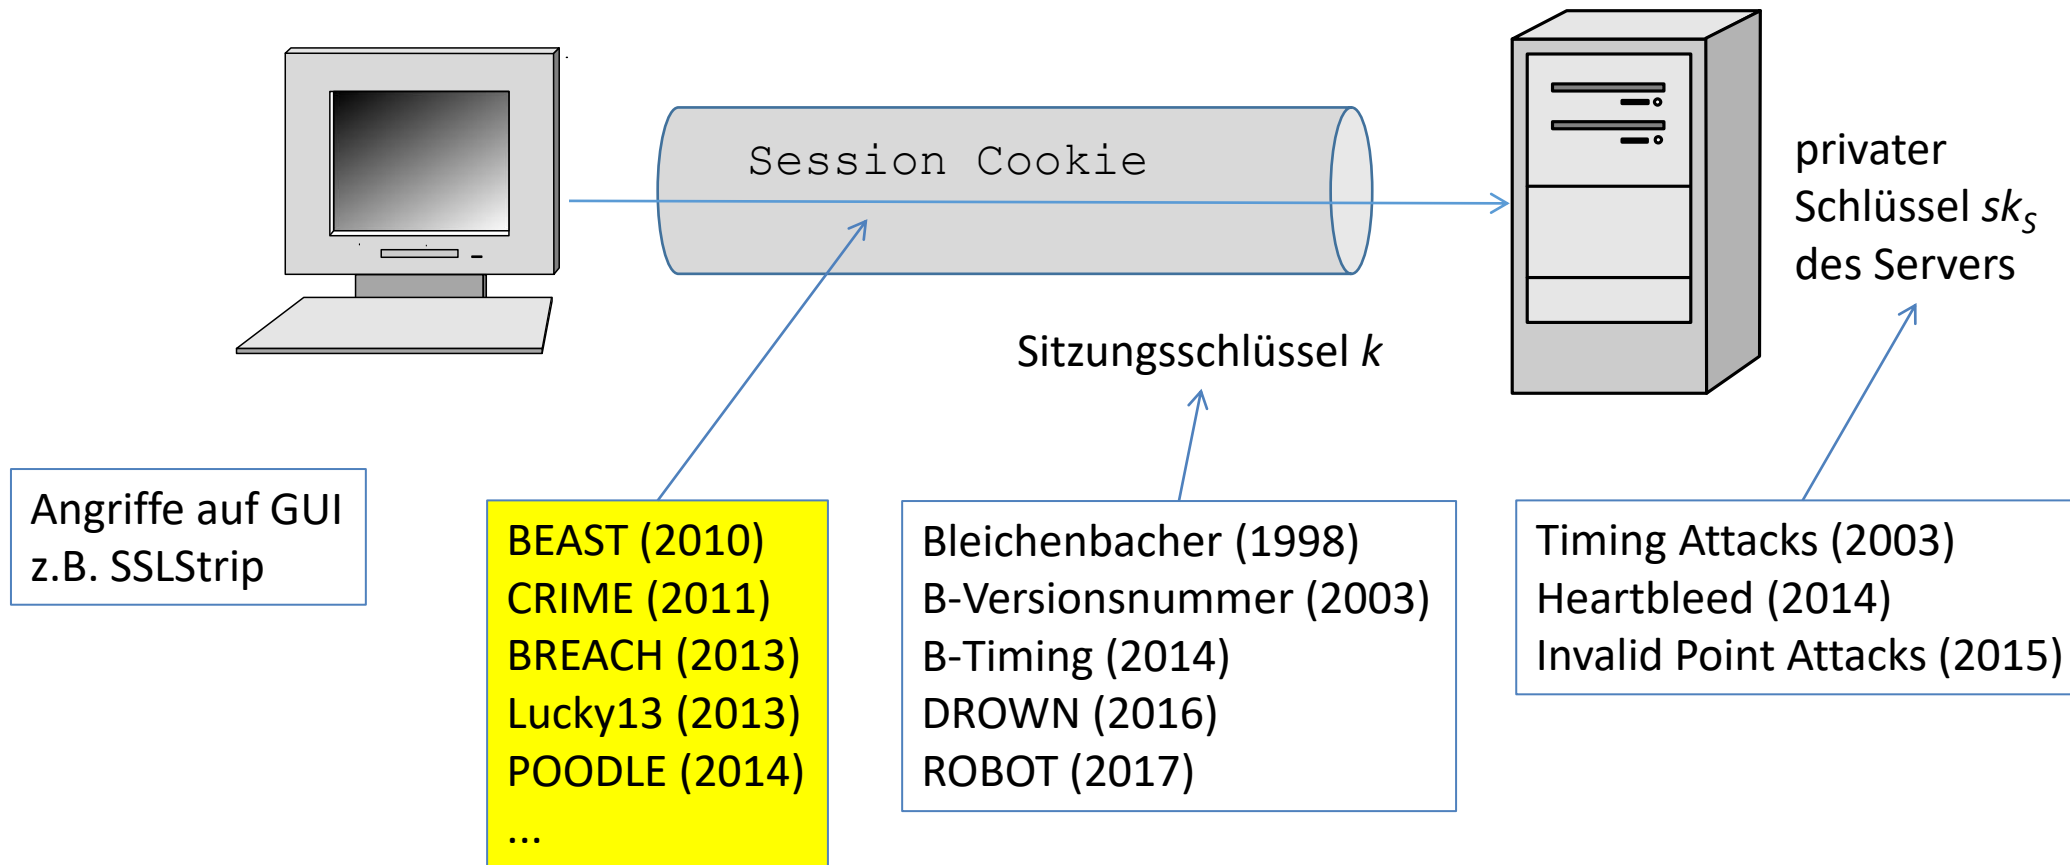 Session Cookie
privater
Schlüssel skS
des Servers
Sitzungsschlüssel k
Angriffe auf GUI
z.B. SSLStrip
BEAST (2010)
CRIME (2011)
BREACH (2013)
Lucky13 (2013)
POODLE (2014)
...
Bleichenbacher (1998)
B-Versionsnummer (2003)
B-Timing (2014)
DROWN (2016)
ROBOT (2017)
Timing Attacks (2003)
Heartbleed (2014)
Invalid Point Attacks (2015)